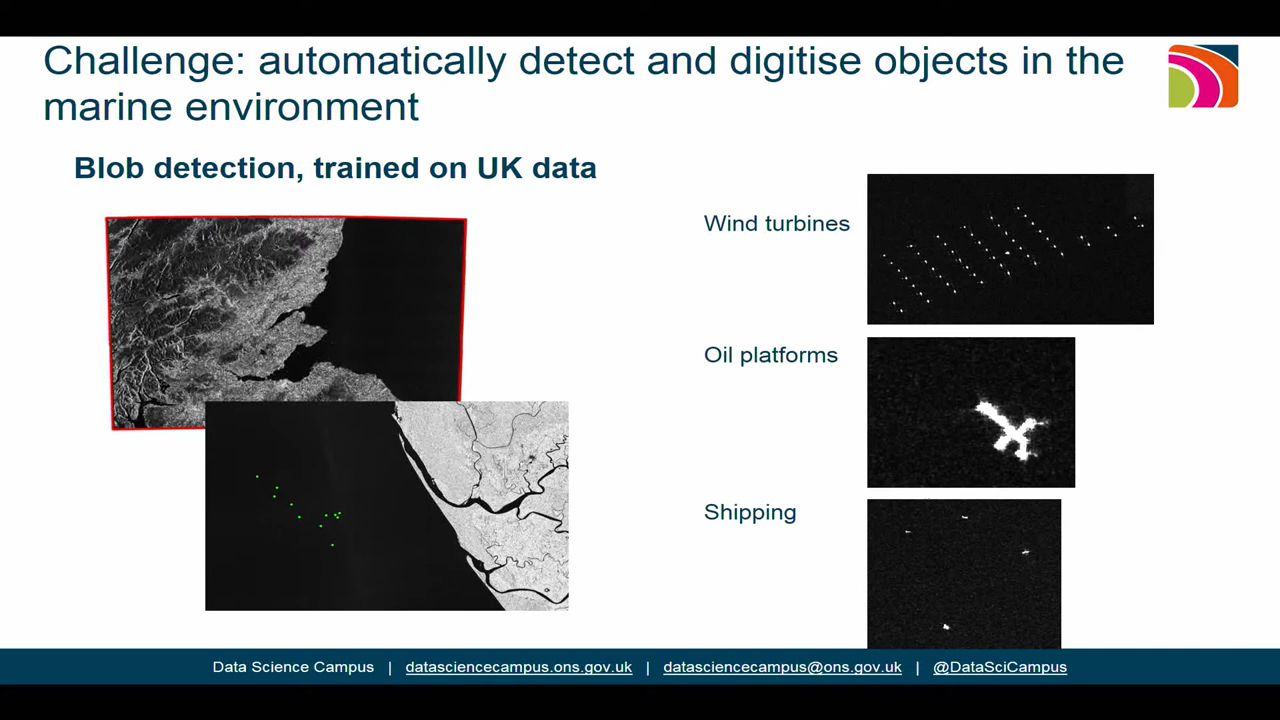 Challenge: automatically detect and digitise objects in the
marine environment
Blob detection, trained on UK data
Wind turbines
Oil platforms
Shipping
Data Science Campus | datasciencecampus.ons.gov.uk | datasciencecampus@ons.gov.uk | @DataSciCampus